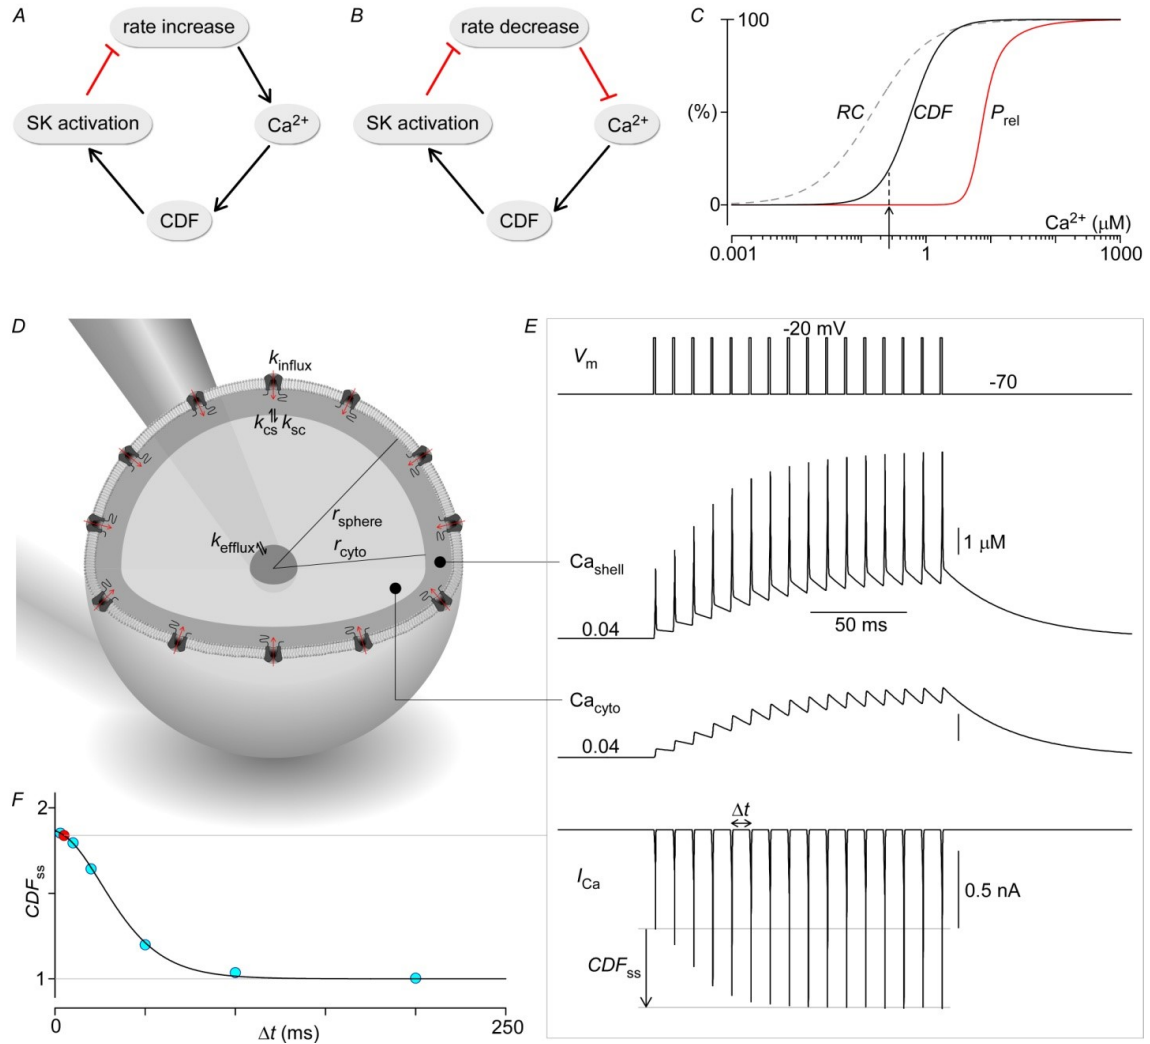 A
rate increase
SK activation
Ca2+
CDF
B
rate decrease
SK activation
Ca2+
CDF
C
100
(%)
0
RC
CDF
Prel
Ca2+ (μM)
0.001
1
1000
D
kinflux
kcs
ksc
rsphere
rcyto
kefflux
E
-20 mV
Vm
-70
Cashell
1 μM
0.04
50 ms
Cacyto
0.04
Δt
ICa
0.5 nA
CDFss
F
2
CDFss
1
0
250
Δt (ms)